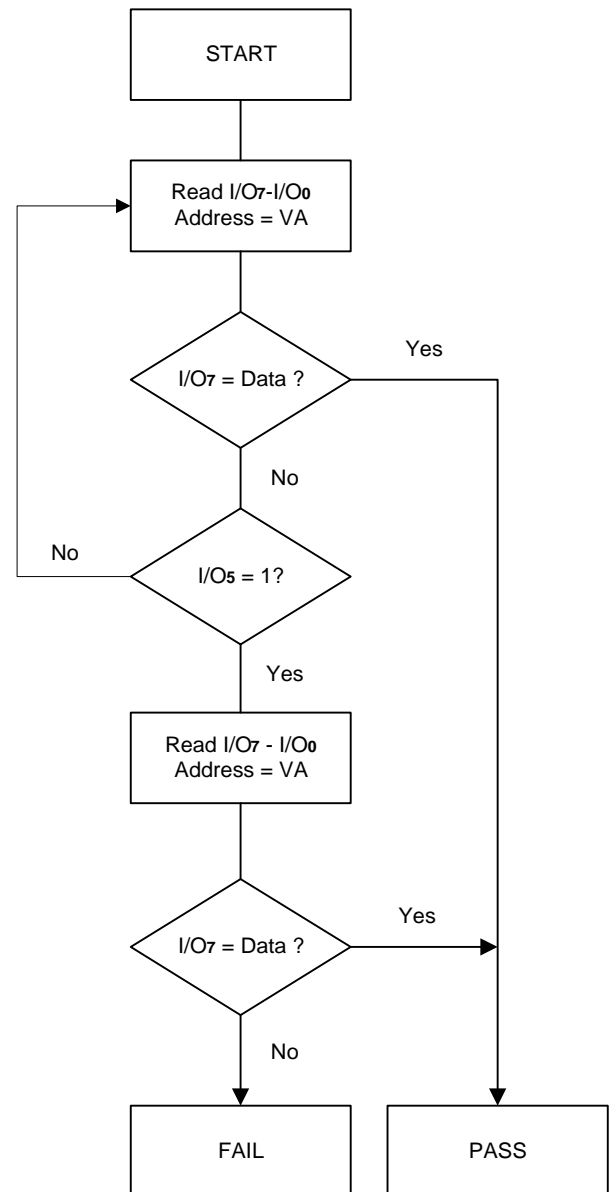 START
Read I/O7-I/O0
Address = VA
I/O7 = Data ?
Yes
No
I/O5 = 1?
No
Yes
Read I/O7 - I/O0
Address = VA
I/O7 = Data ?
Yes
No
FAIL
PASS